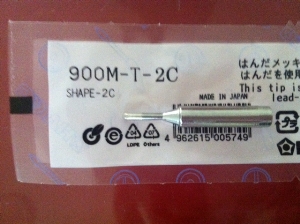 900M-T-2C
SHAPE-2C
はんだメッキ
はんだを使用
This tip is
lead-
MADE IN JAPAN
LDPE Others
4 962615 005749